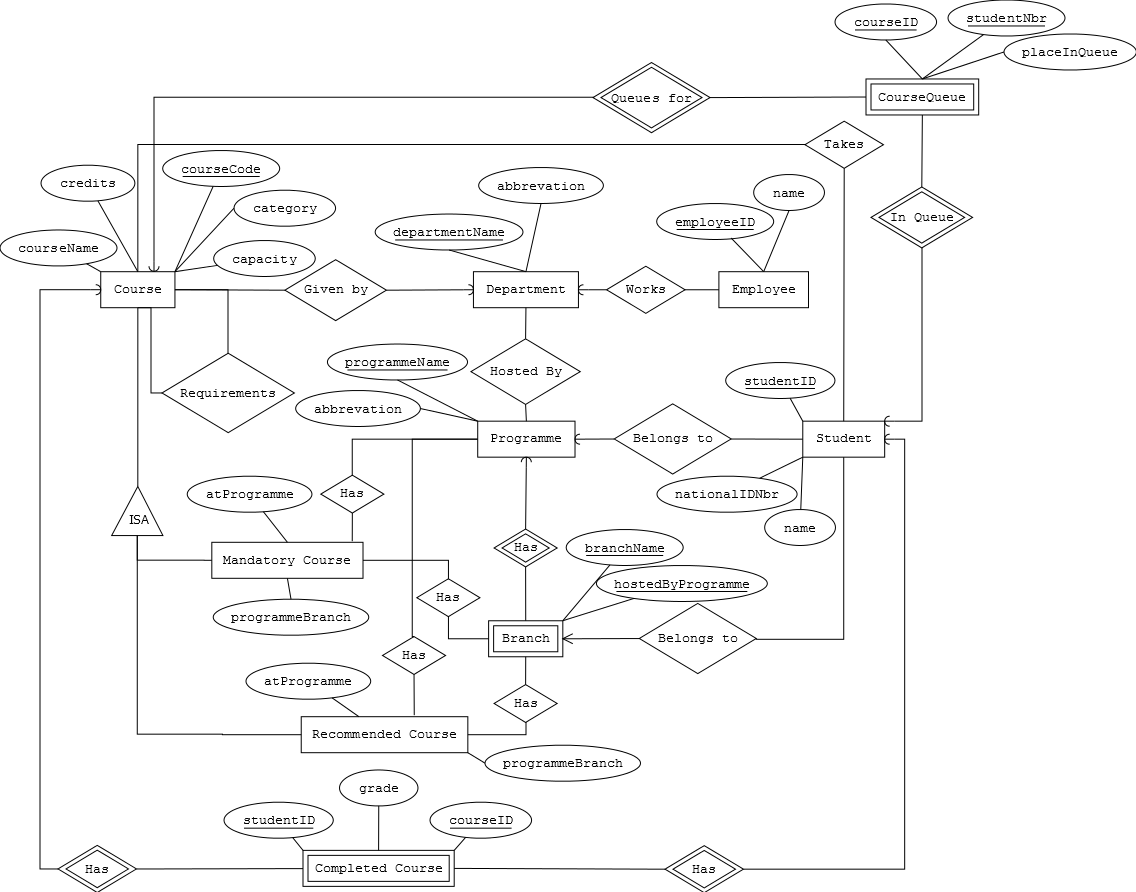 courseID
studentNbr
placeInQueue
Queues for
CourseQueue
Takes
credits
courseCode
abbrevation
name
category
employeeID
In Queue
departmentName
courseName
capacity
Course
Given by
Department
Works
Employee
programmeName
Hosted By
studentID
Requirements
abbrevation
Programme
Belongs to
Student
atProgramme
Has
nationalIDNbr
ISA
name
Has
branchName
Mandatory Course
hostedByProgramme
Has
programmeBranch
Branch
Belongs to
Has
atProgramme
Has
Recommended Course
programmeBranch
grade
studentID
courseID
Has
Completed Course
Has